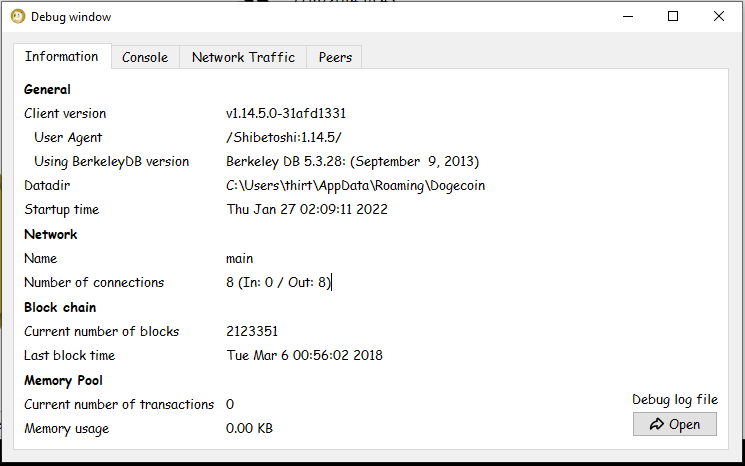 Debug window
Information Console Network Traffic Peers
General
Client version v1.14.5.0-31afd1331
User Agent /Shibetoshi:1.14.5/
Using BerkeleyDB version Berkeley DB 5.3.28: (September 9, 2013)
Datadir C:\Users\thirt\AppData\Roaming\Dogecoin
Startup time Thu Jan 27 02:09:11 2022
Network
Name main
Number of connections 8 (In: 0 / Out: 8)
Block chain
Current number of blocks 2123351
Last block time Tue Mar 6 00:56:02 2018
Memory Pool
Current number of transactions 0
Memory usage 0.00 KB
Debug log file
Open